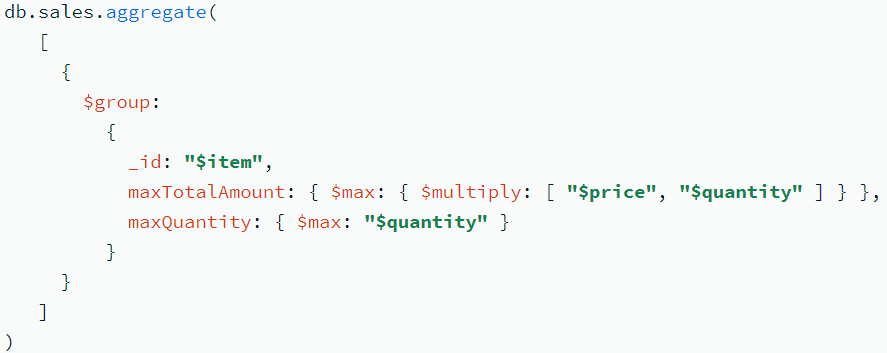 db.sales.aggregate(
[
{
$group:
{
_id: "$item",
maxTotalAmount: { $max: { $multiply: [ "$price", "$quantity" ] } },
maxQuantity: { $max: "$quantity" }
}
}
]
)